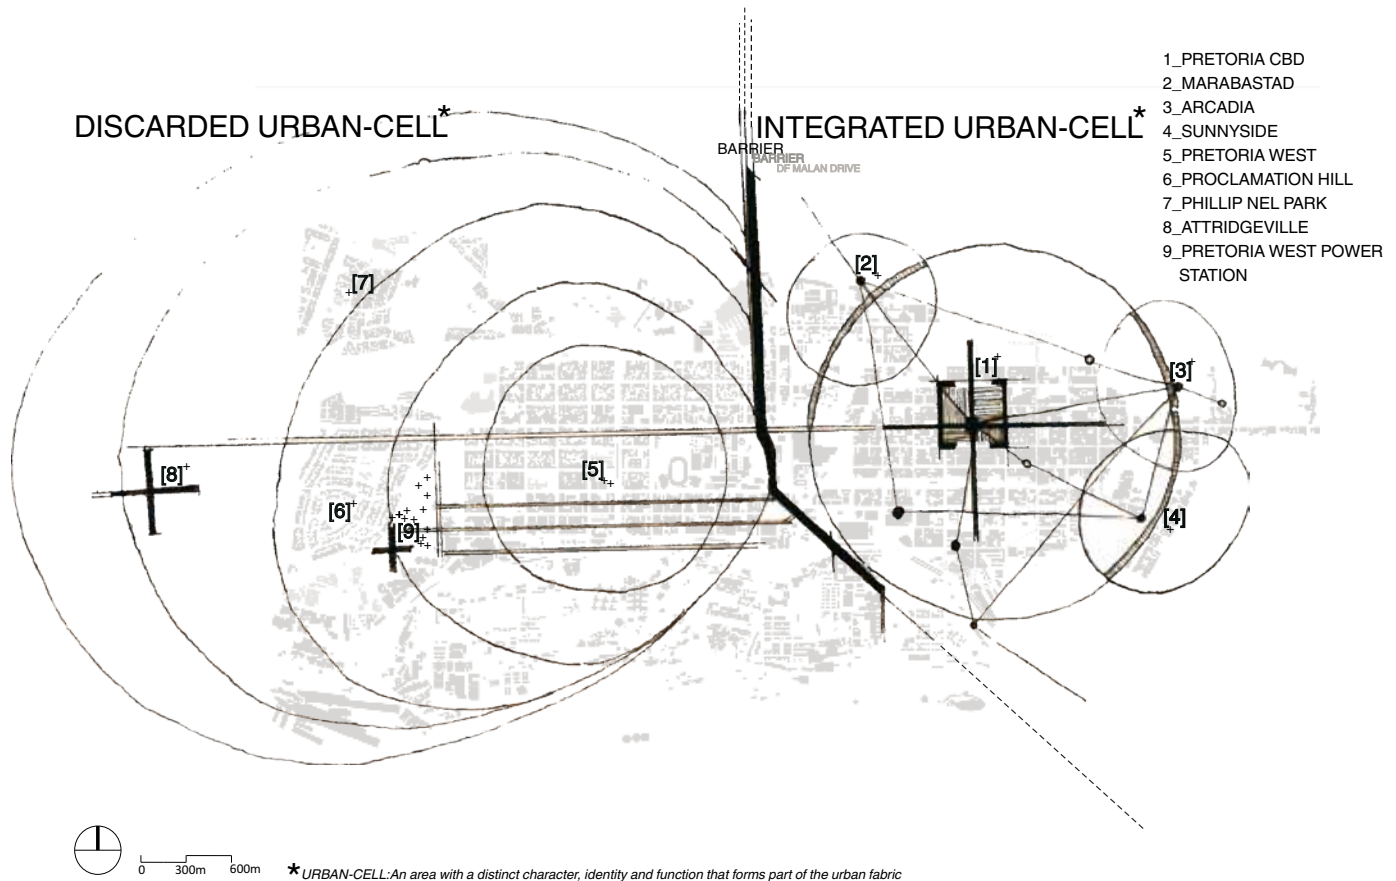 DISCARDED URBAN-CELL*
INTEGRATED URBAN-CELL*
BARRIER
BARRIER
DF MALAN DRIVE
1_PRETORIA CBD
2_MARABASTAD
3_ARCADIA
4_SUNNYSIDE
5_PRETORIA WEST
6_PROCLAMATION HILL
7_PHILLIP NEL PARK
8_ATTRIDGEVILLE
9_PRETORIA WEST POWER
STATION
[2]
[7]
[1]
[3]
[8]
[5]
[6]
[9]
[4]
0 300m 600m
*URBAN-CELL:An area with a distinct character, identity and function that forms part of the urban fabric